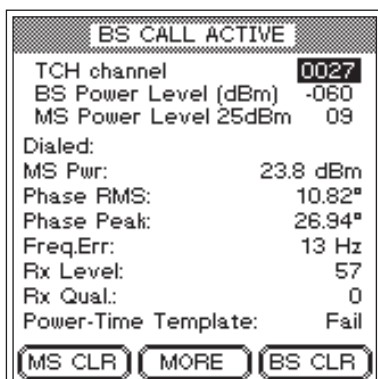 BS CALL ACTIVE
TCH channel 0027
BS Power Level (dBm) -060
MS Power Level 25dBm 09
Dialed:
MS Pwr: 23.8 dBm
Phase RMS: 10.82°
Phase Peak: 26.94°
Freq.Err: 13 Hz
Rx Level: 57
Rx Qual.: 0
Power-Time Template: Fail
MS CLR MORE BS CLR